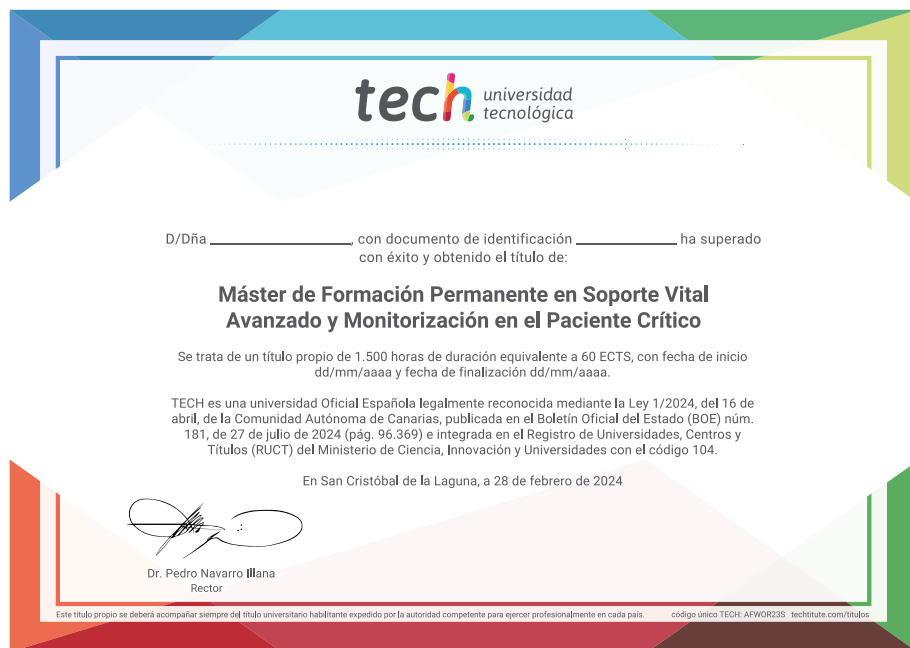 tech universidad
tecnológica
D/Dña ____________________, con documento de identificación ______________ ha superado
con éxito y obtenido el título de:
Máster de Formación Permanente en Soporte Vital
Avanzado y Monitorización en el Paciente Crítico
Se trata de un título propio de 1.500 horas de duración equivalente a 60 ECTS, con fecha de inicio
dd/mm/aaaa y fecha de finalización dd/mm/aaaa.
TECH es una universidad Oficial Española legalmente reconocida mediante la Ley 1/2024, del 16 de
abril, de la Comunidad Autónoma de Canarias, publicada en el Boletín Oficial del Estado (BOE) núm.
181, de 27 de julio de 2024 (pág. 96.369) e integrada en el Registro de Universidades, Centros y
Títulos (RUCT) del Ministerio de Ciencia, Innovación y Universidades con el código 104.
En San Cristóbal de la Laguna, a 28 de febrero de 2024
Dr. Pedro Navarro Illana
Rector
Este título propio se deberá acompañar siempre del título universitario habilitante expedido por la autoridad competente para ejercer profesionalmente en cada país. código único TECH: AFWOR23S techtitute.com/titulos